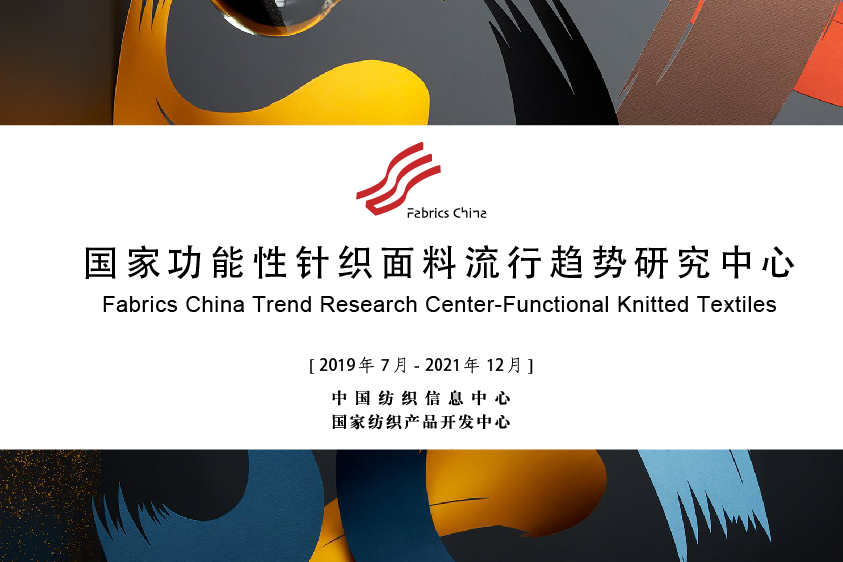 Fabrics China
国家功能性针织面料流行趋势研究中心
Fabrics China Trend Research Center-Functional Knitted Textiles
[ 2019年 7月 - 2021年 12月 ]
中国纺织信息中心
国家纺织产品开发中心